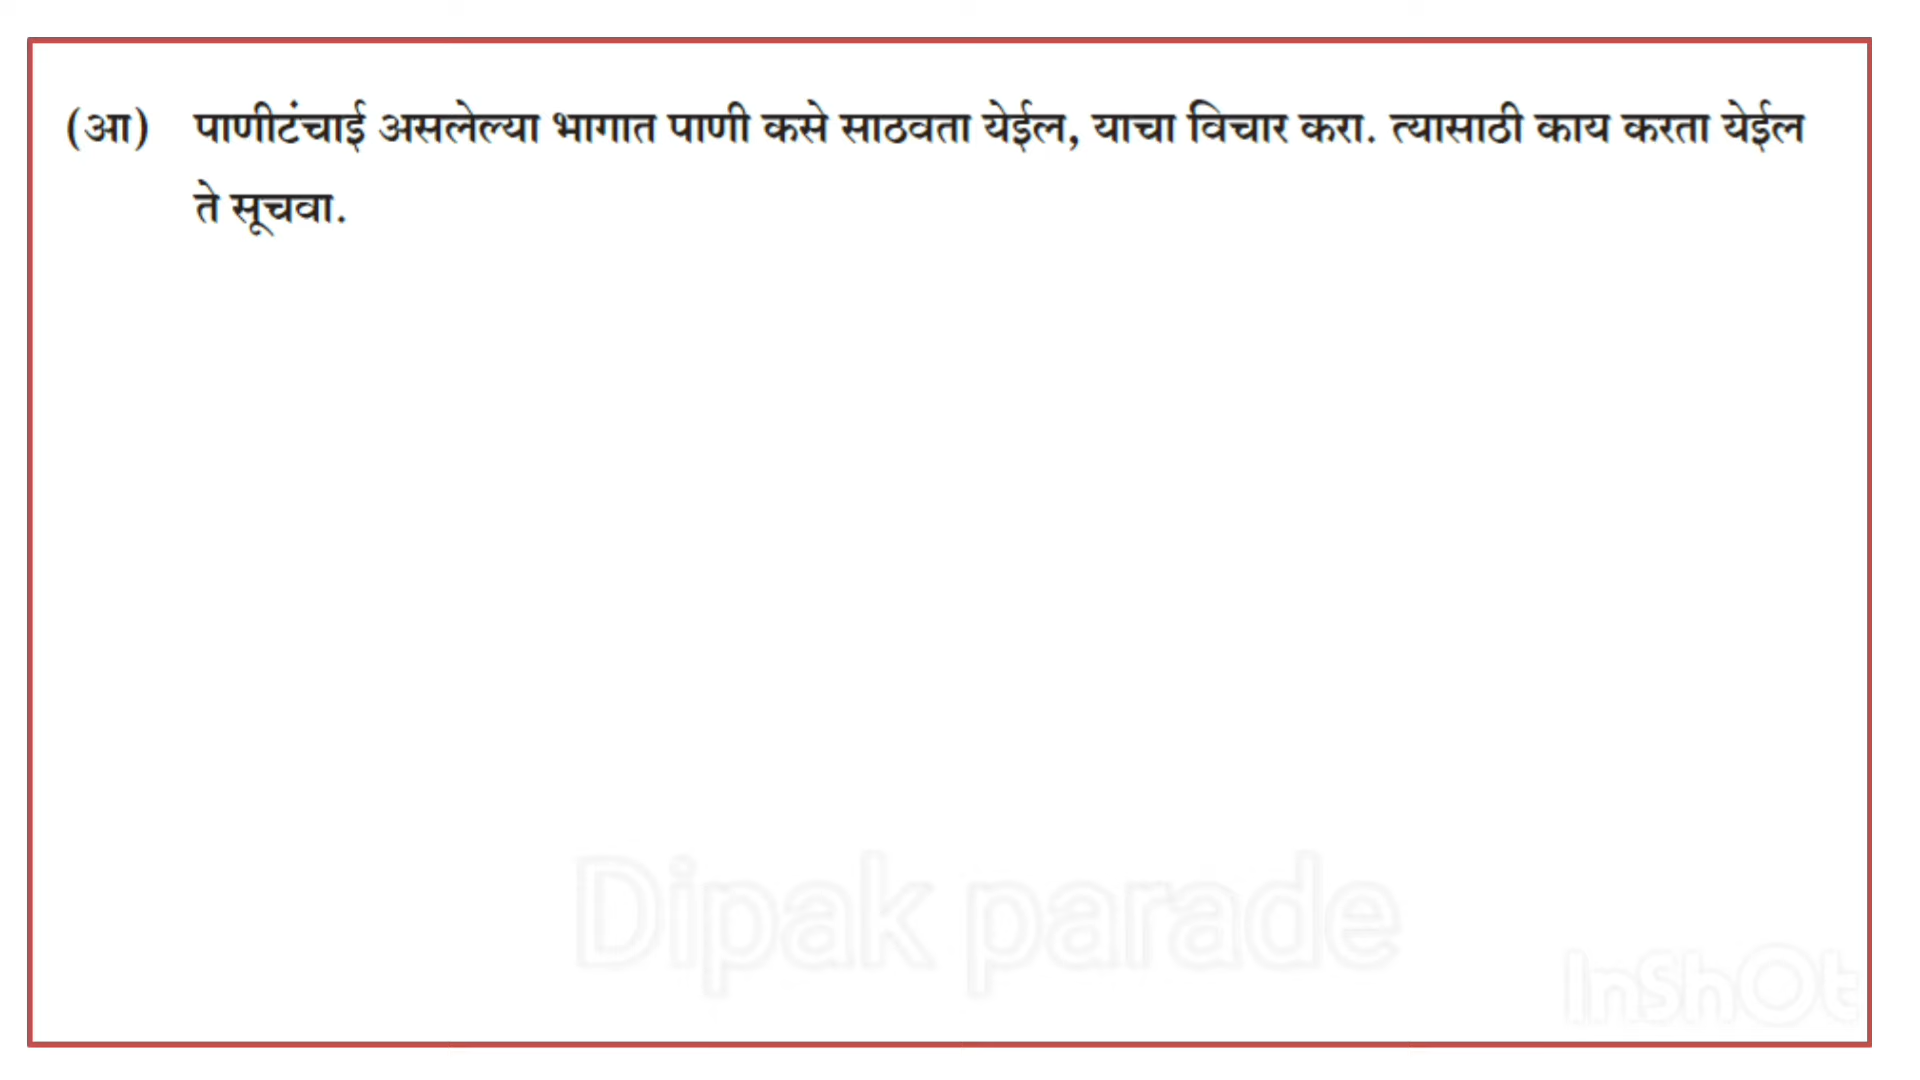 (आ) पाणीटंचाई असलेल्या भागात पाणी कसे साठवता येईल, याचा विचार करा. त्यासाठी काय करता येईल
ते सूचवा.
Dipak parade
InShOt